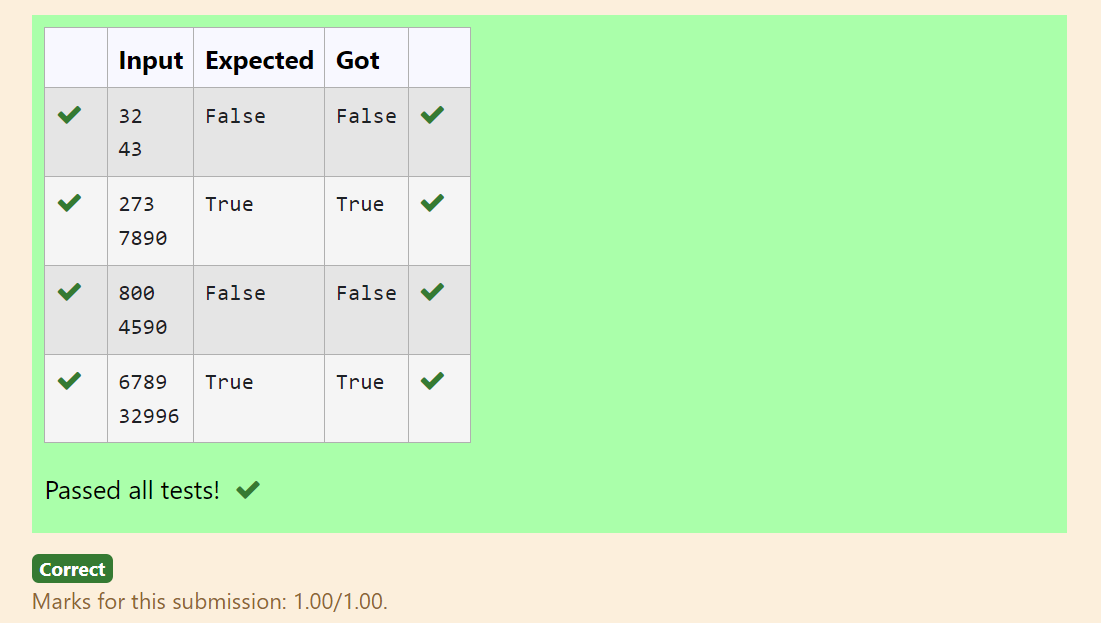 Input Expected Got
32 False False
43
273 True True
7890
800 False False
4590
6789 True True
32996
Passed all tests!
Correct
Marks for this submission: 1.00/1.00.